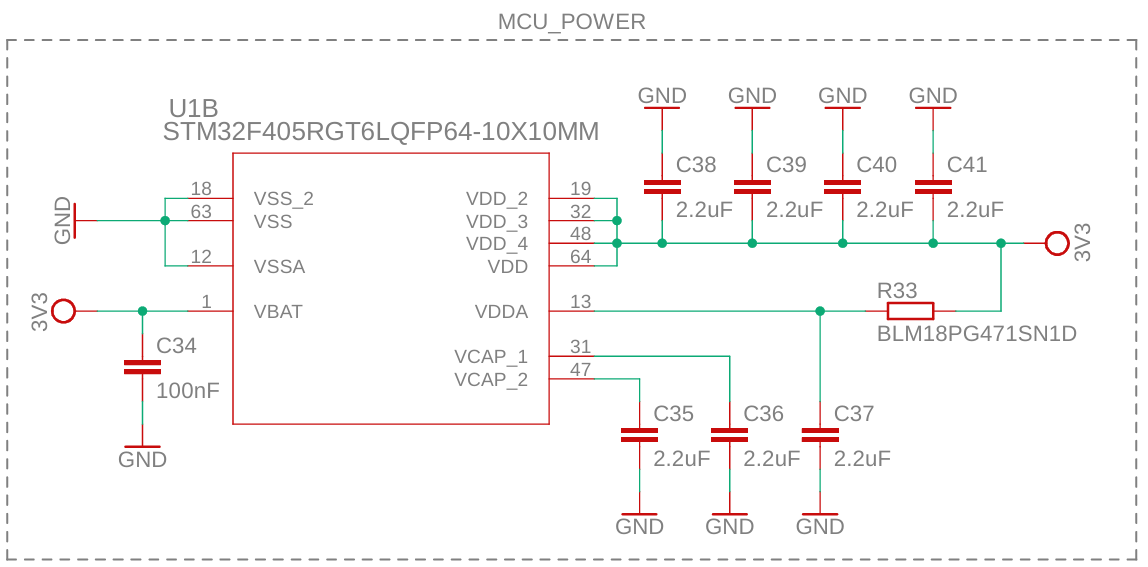 MCU_POWER
U1B
STM32F405RGT6LQFP64-10X10MM
GND GND GND GND
C38 C39 C40 C41
2.2uF 2.2uF 2.2uF 2.2uF
GND
18 VSS_2 VDD_2 19
63 VSS VDD_3 32
VDD_4 48
12 VSSA VDD 64
3V3
3V3
1 VBAT VDDA 13
R33
BLM18PG471SN1D
C34
100nF
GND
VCAP_1 31
VCAP_2 47
C35 C36 C37
2.2uF 2.2uF 2.2uF
GND GND GND